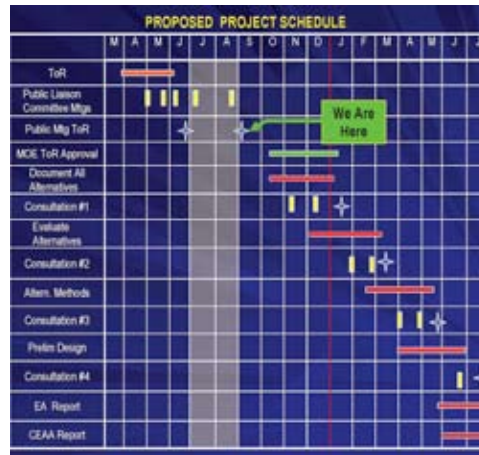 PROPOSED PROJECT SCHEDULE
M A M J J A S O N D J F M A M J J
ToR
Public Liaison
Committee Mtgs
Public Mtg ToR
We Are
Here
MOE ToR Approval
Document All
Alternatives
Consultation #1
Evaluate
Alternatives
Consultation #2
Altern. Methods
Consultation #3
Prelim Design
Consultation #4
EA Report
CEAA Report